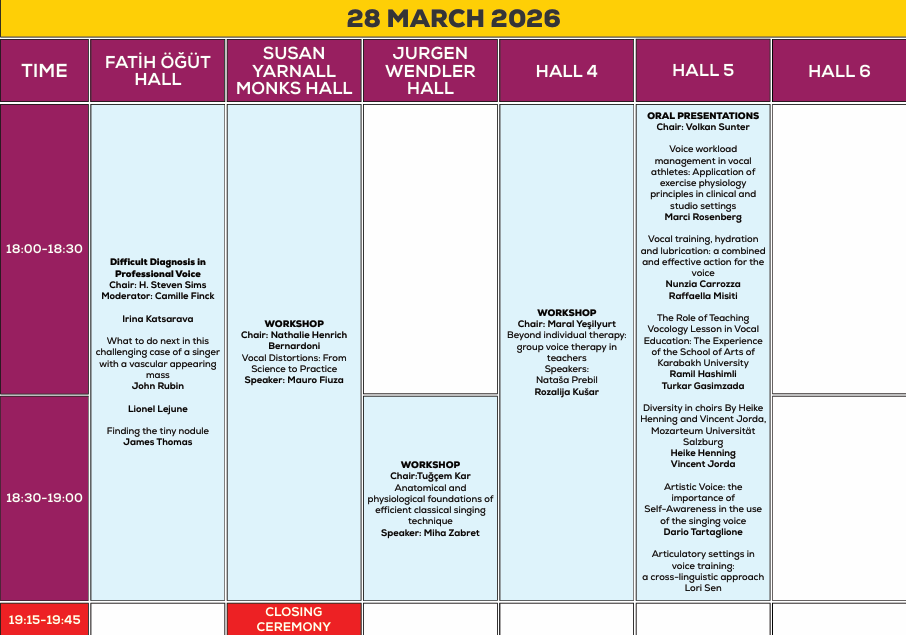 28 MARCH 2026
TIME
FATİH ÖĞÜT
HALL
SUSAN
YARNALL
MONKS HALL
JURGEN
WENDLER
HALL
HALL 4
HALL 5
HALL 6
18:00-18:30
Difficult Diagnosis in
Professional Voice
Chair: H. Steven Sims
Moderator: Camille Finck
Irina Katsarava
What to do next in this
challenging case of a singer
with a vascular appearing
mass
John Rubin
Lionel Lejune
Finding the tiny nodule
James Thomas
WORKSHOP
Chair: Nathalie Henrich
Bernardoni
Vocal Distortions: From
Science to Practice
Speaker: Mauro Fiuza
WORKSHOP
Chair: Maral Yeşilyurt
Beyond individual therapy:
group voice therapy in
teachers
Speakers:
Nataša Prebil
Rozalija Kušar
ORAL PRESENTATIONS
Chair: Volkan Sunter
Voice workload
management in vocal
athletes: Application of
exercise physiology
principles in clinical and
studio settings
Marci Rosenberg
Vocal training, hydration
and lubrication: a combined
and effective action for the
voice
Nunzia Carrozza
Raffaella Misiti
The Role of Teaching
Vocology Lesson in Vocal
Education: The Experience
of the School of Arts of
Karabakh University
Ramil Hashimli
Turkar Gasimzada
Diversity in choirs By Heike
Henning and Vincent Jorda,
Mozarteum Universität
Salzburg
Heike Henning
Vincent Jorda
Artistic Voice: the
importance of
Self-Awareness in the use
of the singing voice
Dario Tartaglione
Articulatory settings in
voice training:
a cross-linguistic approach
Lori Sen
18:30-19:00
WORKSHOP
Chair:Tuğçem Kar
Anatomical and
physiological foundations of
efficient classical singing
technique
Speaker: Miha Zabret
19:15-19:45
CLOSING
CEREMONY